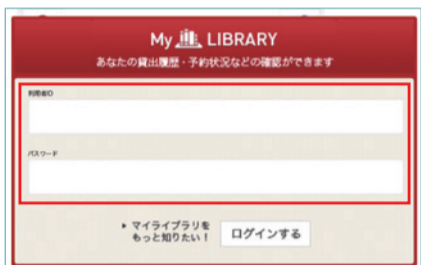 My LIBRARY
あなたの貸出履歴・予約状況などの確認ができます
利用者ID
パスワード
▸ マイライブラリを
もっと知りたい！
ログインする